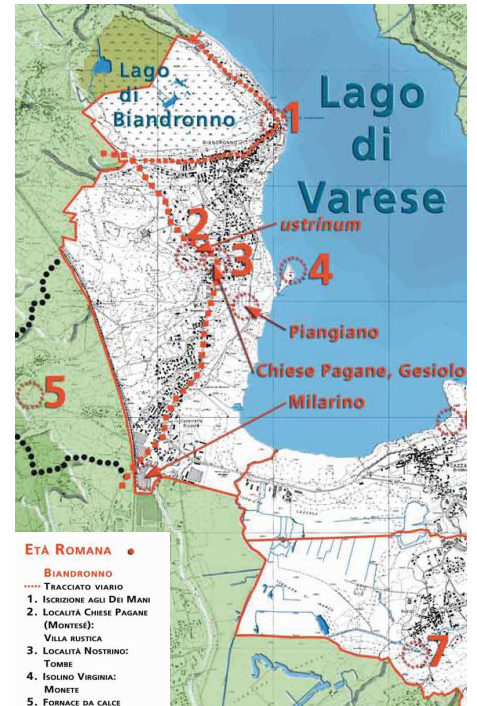 Lago
di
Biandronno
Lago
di
Varese
1
BIANDRONNO
2
ustrinum
3
4
Piangiano
Chiese Pagane, Gesiolo
5
Milarino
7
ETÀ ROMANA
BIANDRONNO
TRACCIATO VIARIO
1. ISCRIZIONE AGLI DEI MANI
2. LOCALITÀ CHIESE PAGANE
(MONTESÉ):
VILLA RUSTICA
3. LOCALITÀ NOSTRINO:
TOMBE
4. ISOLINO VIRGINIA:
MONETE
5. FORNACE DA CALCE